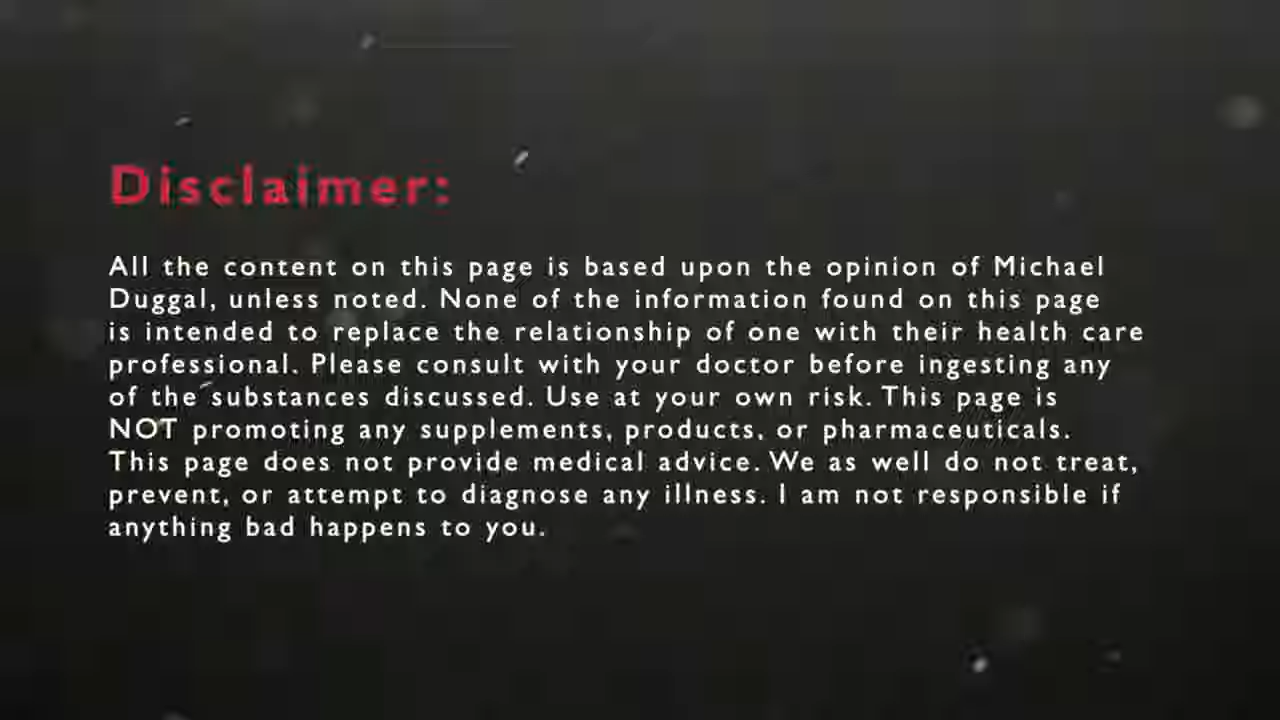 Disclaimer:
All the content on this page is based upon the opinion of Michael
Duggal, unless noted. None of the information found on this page
is intended to replace the relationship of one with their health care
professional. Please consult with your doctor before ingesting any
of the substances discussed. Use at your own risk. This page is
NOT promoting any supplements, products, or pharmaceuticals.
This page does not provide medical advice. We as well do not treat,
prevent, or attempt to diagnose any illness. I am not responsible if
anything bad happens to you.